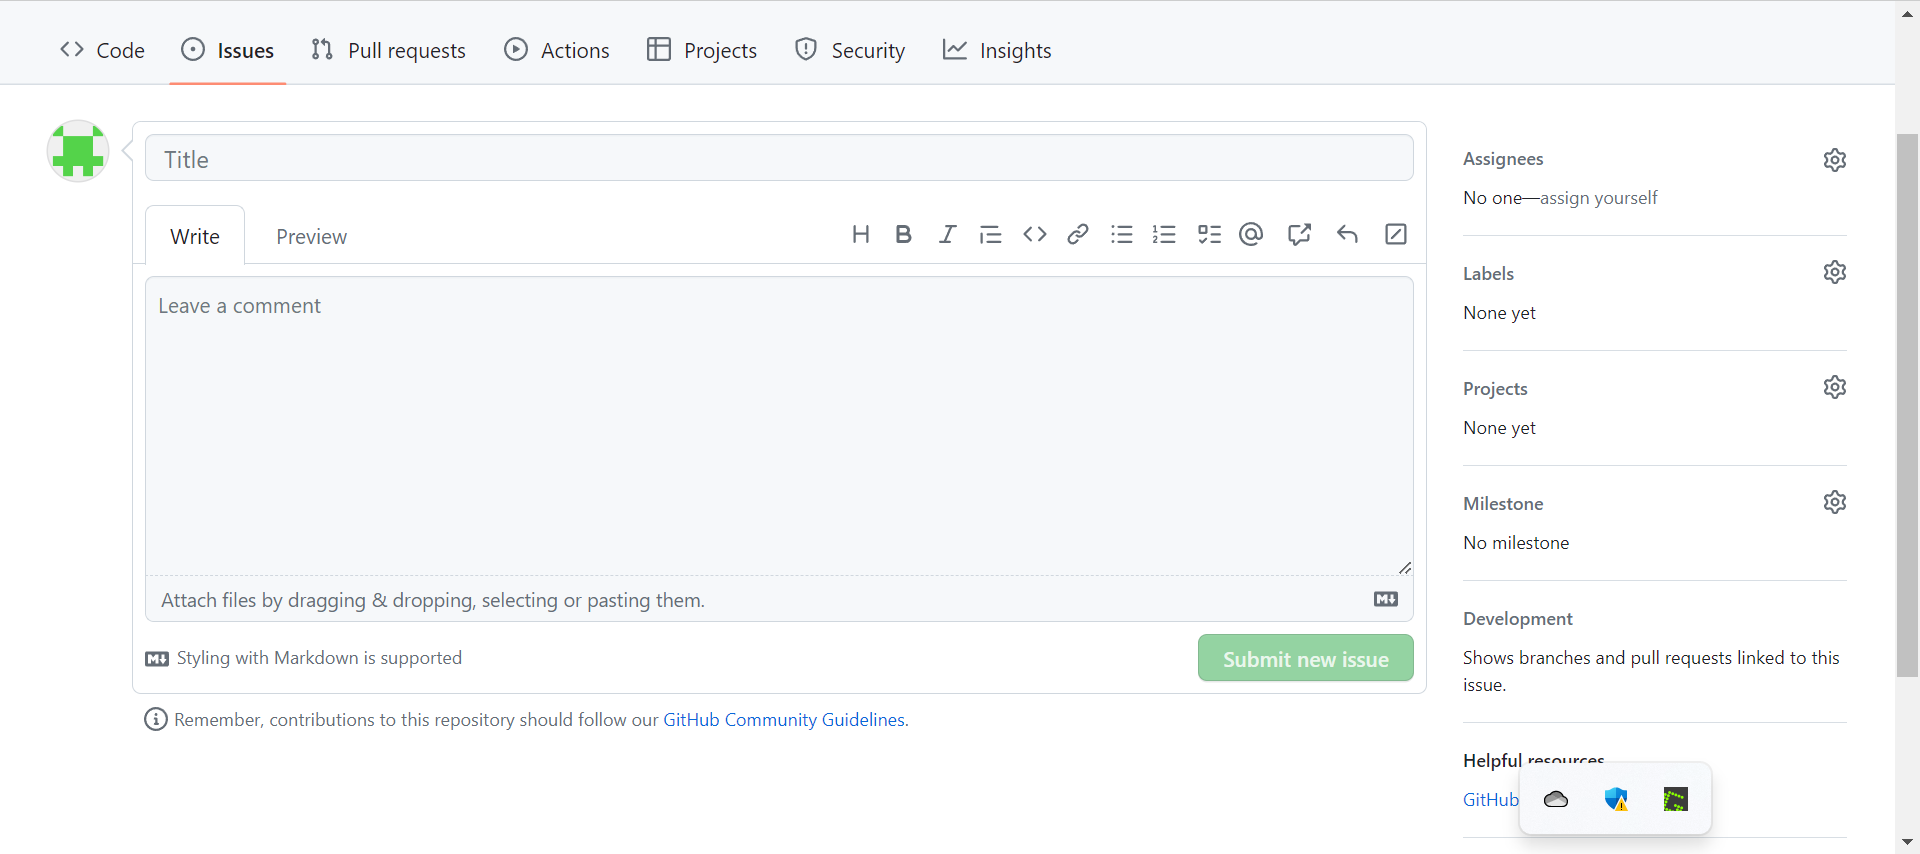 Code Issues Pull requests Actions Projects Security Insights
Title
Write Preview
Leave a comment
Attach files by dragging & dropping, selecting or pasting them.
Styling with Markdown is supported
Submit new issue
Remember, contributions to this repository should follow our GitHub Community Guidelines.
Assignees
No one—assign yourself
Labels
None yet
Projects
None yet
Milestone
No milestone
Development
Shows branches and pull requests linked to this
issue.
Helpful resources
GitHub